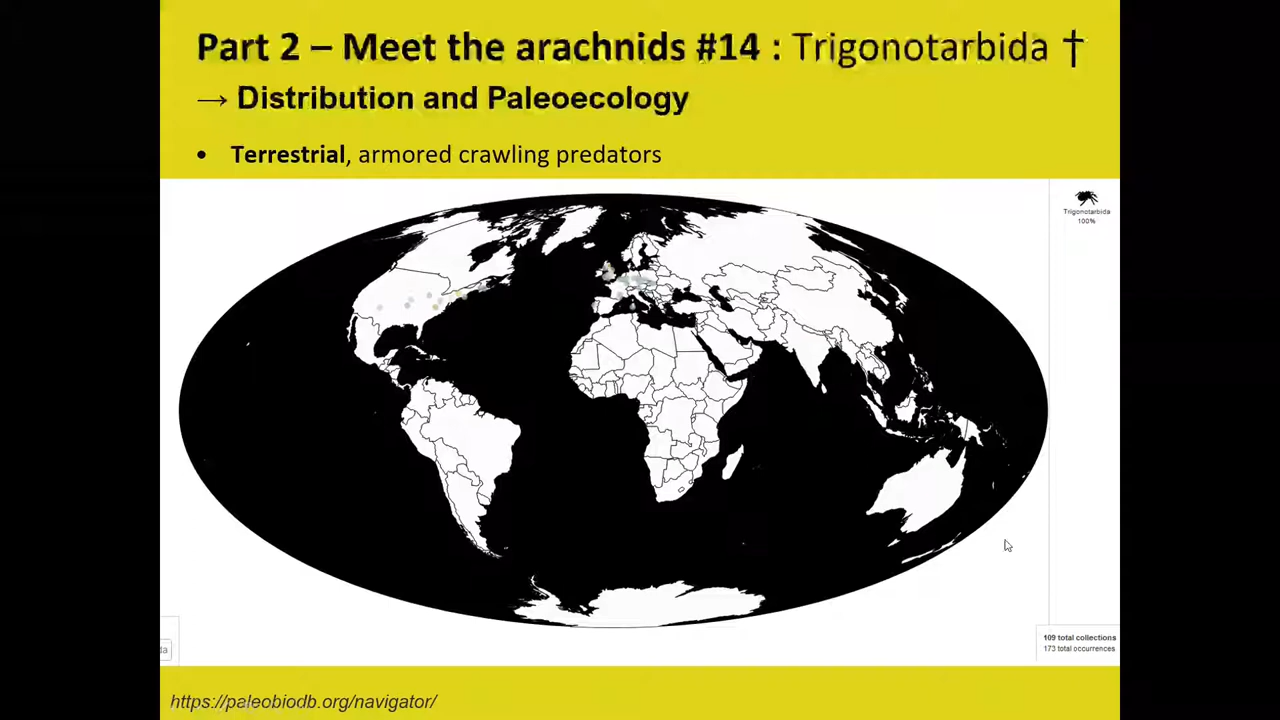 Part 2 – Meet the arachnids #14 : Trigonotarbida †
→ Distribution and Paleoecology
• Terrestrial, armored crawling predators
Trigonotarbida
100%
109 total collections
173 total occurrences
da
https://paleobiodb.org/navigator/